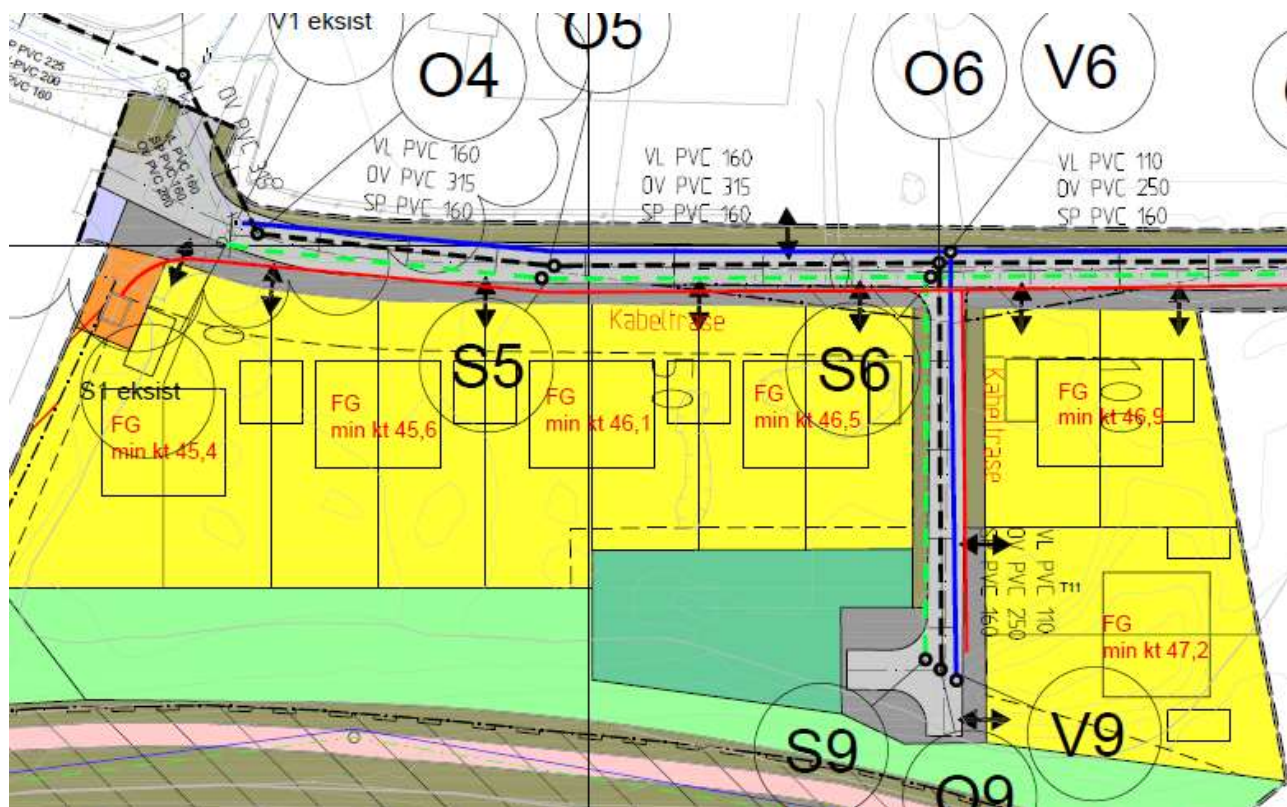 V1 eksist
O4
O5
O6
V6
P PVC 225
PVC 200
PVC 160
OV PVC 315
VL PVC 160
OV PVC 315
SP PVC 160
VL PVC 160
OV PVC 315
SP PVC 160
VL PVC 110
OV PVC 250
SP PVC 160
Kabeltrase
S5
S6
S1 eksist
FG
min kt 45,4
FG
min kt 45,6
FG
min kt 46,1
FG
min kt 46,5
Kabeltrase
FG
min kt 46,9
VL PVC 110
OV PVC 250
SP PVC 160
T11
FG
min kt 47,2
S9
O9
V9